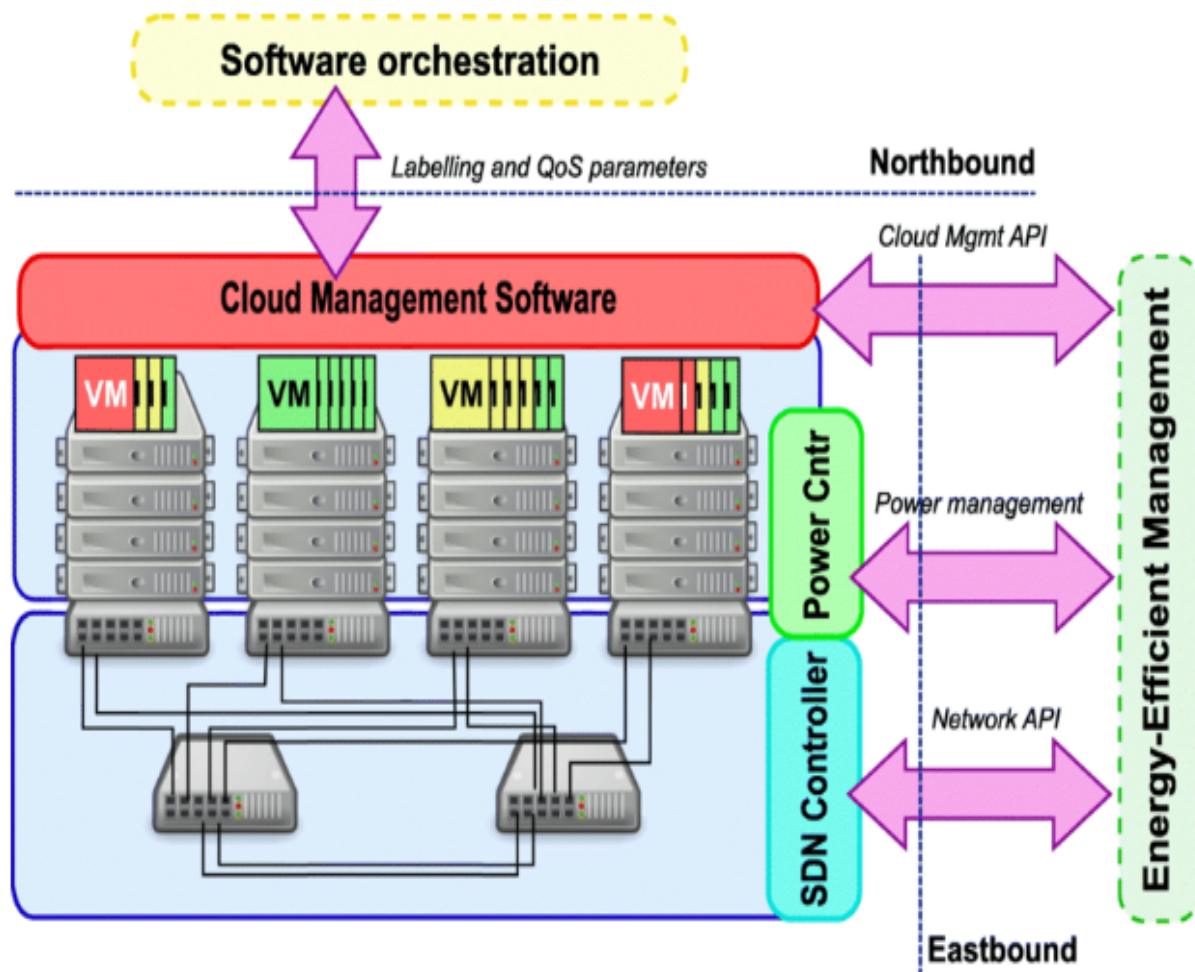 Software orchestration
Labelling and QoS parameters
Northbound
Cloud Mgmt API
Cloud Management Software
VM
VM
VM
VM
Power Cntr
Power management
Energy-Efficient Management
SDN Controller
Network API
Eastbound